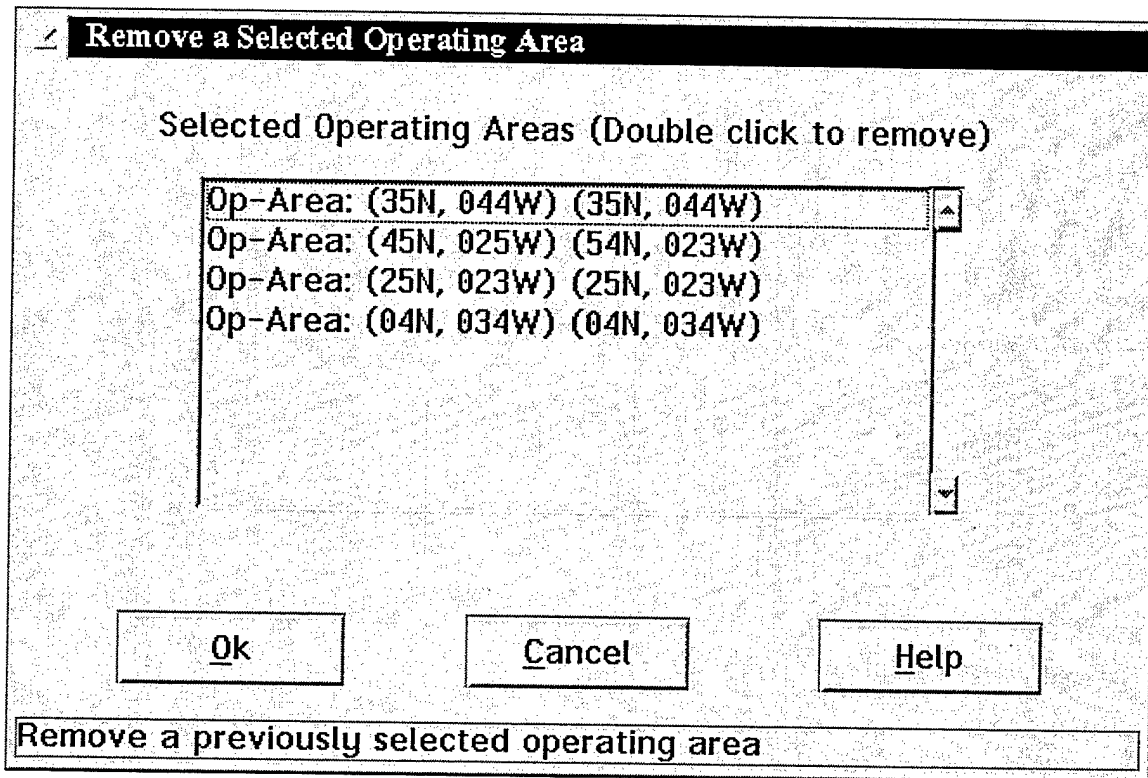 Remove a Selected Operating Area
Selected Operating Areas (Double click to remove)
Op-Area: (35N, 044W) (35N, 044W)
Op-Area: (45N, 025W) (54N, 023W)
Op-Area: (25N, 023W) (25N, 023W)
Op-Area: (04N, 034W) (04N, 034W)
Ok
Cancel
Help
Remove a previously selected operating area